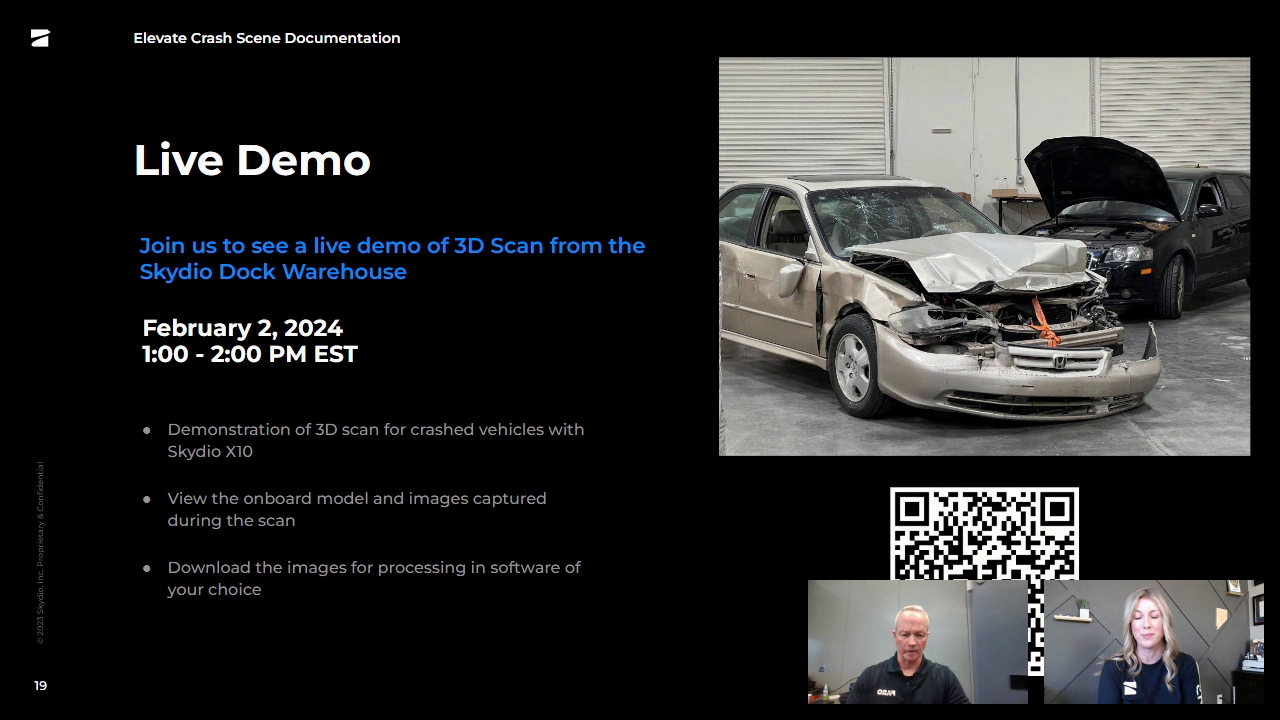 Elevate Crash Scene Documentation
Live Demo
Join us to see a live demo of 3D Scan from the
Skydio Dock Warehouse
February 2, 2024
1:00 - 2:00 PM EST
● Demonstration of 3D scan for crashed vehicles with
Skydio X10
● View the onboard model and images captured
during the scan
● Download the images for processing in software of
your choice
© 2023 Skydio, Inc. Proprietary & Confidential
19
FARO